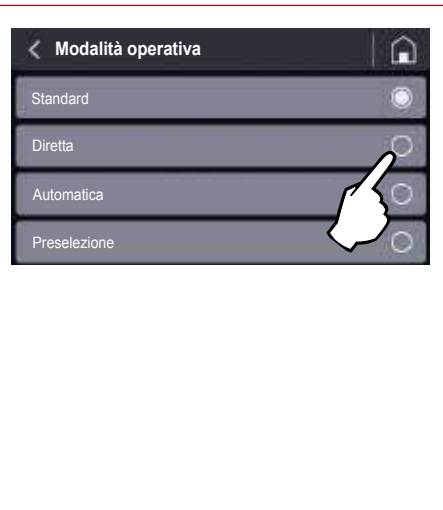 Modalità operativa
Standard
Diretta
Automatica
Preselezione